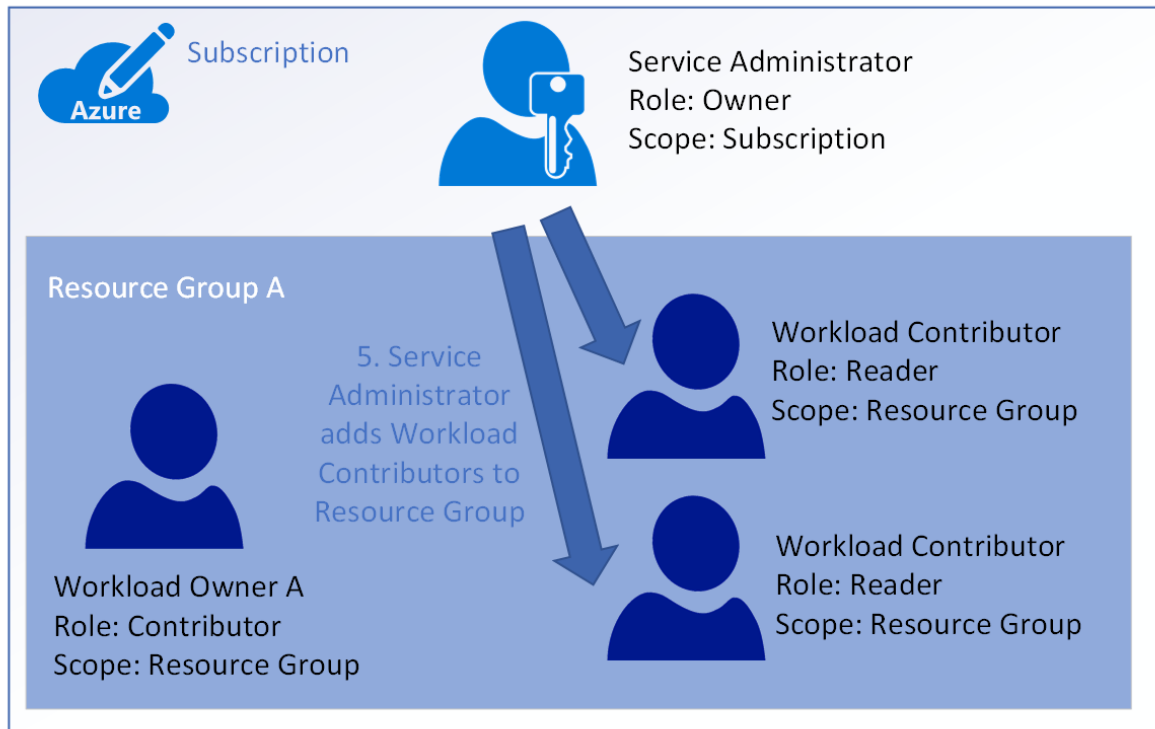 Azure
Subscription
Service Administrator
Role: Owner
Scope: Subscription
Resource Group A
5. Service
Administrator
adds Workload
Contributors to
Resource Group
Workload Contributor
Role: Reader
Scope: Resource Group
Workload Owner A
Role: Contributor
Scope: Resource Group
Workload Contributor
Role: Reader
Scope: Resource Group